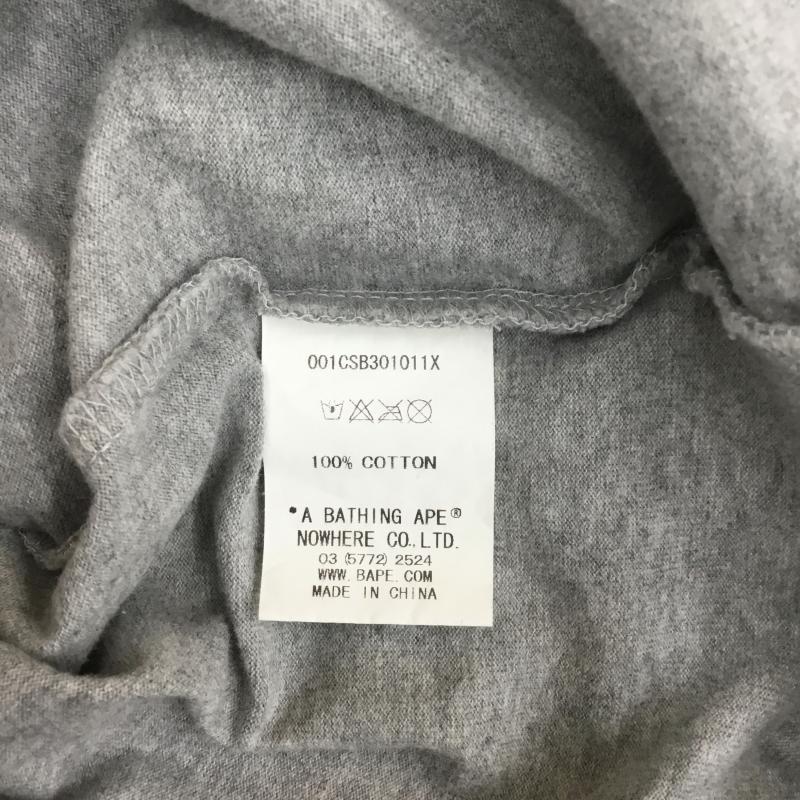 001CSB301011X
100% COTTON
*A BATHING APE®
NOWHERE CO.,LTD.
03 (5772) 2524
WWW.BAPE.COM
MADE IN CHINA